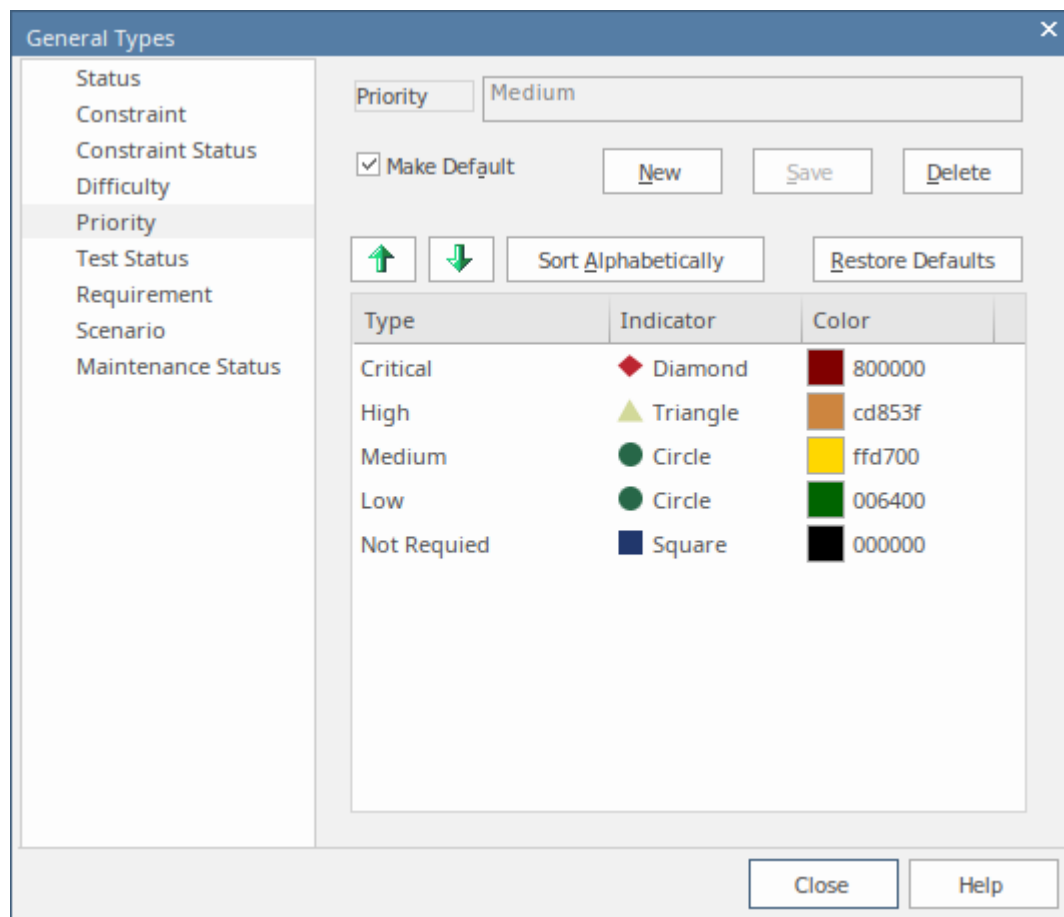 General Types
Status
Constraint
Constraint Status
Difficulty
Priority
Test Status
Requirement
Scenario
Maintenance Status
Priority Medium
Make Default New Save Delete
Sort Alphabetically Restore Defaults
Type Indicator Color
Critical Diamond 800000
High Triangle cd853f
Medium Circle ffd700
Low Circle 006400
Not Requied Square 000000
Close Help